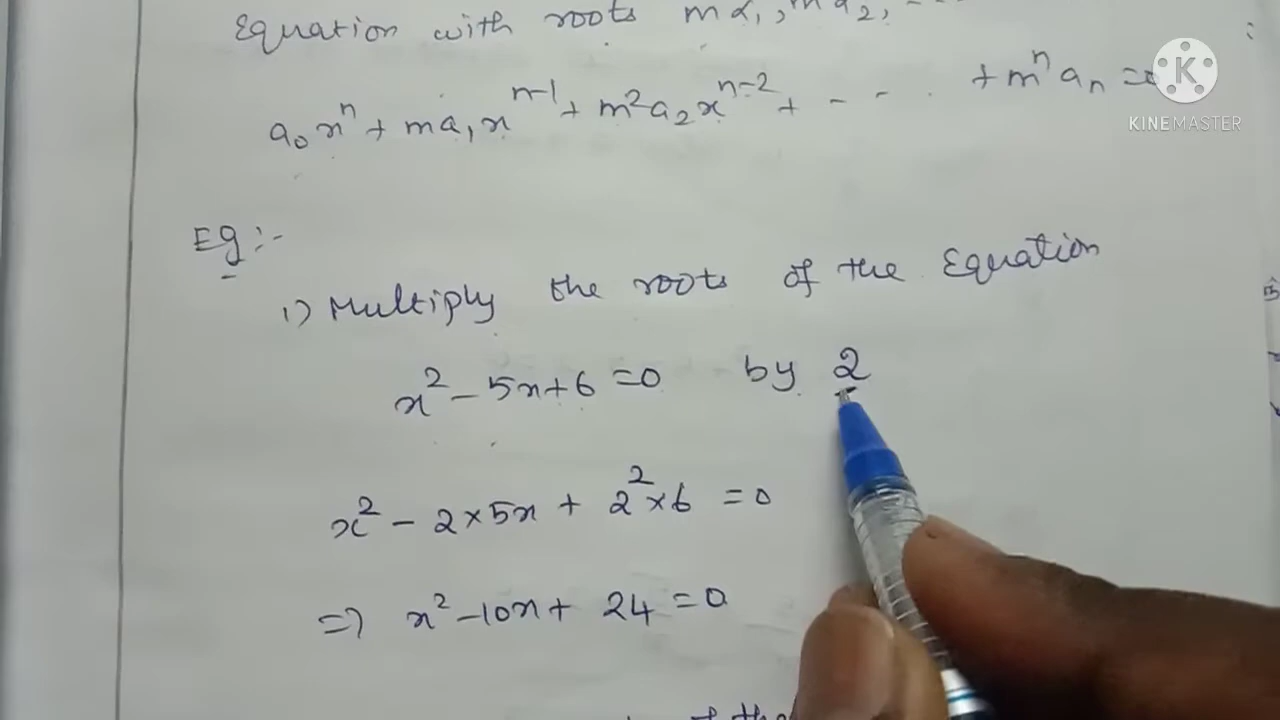 Equation with roots mα₁, mα₂, - - -
a₀xⁿ + ma₁xⁿ⁻¹ + m²a₂xⁿ⁻² + - - . + mⁿaₙ = 0
KINEMASTER
Eg :-
1) Multiply the roots of the Equation
x² - 5x + 6 = 0 by 2
x² - 2×5x + 2²×6 = 0
=> x² - 10x + 24 = 0